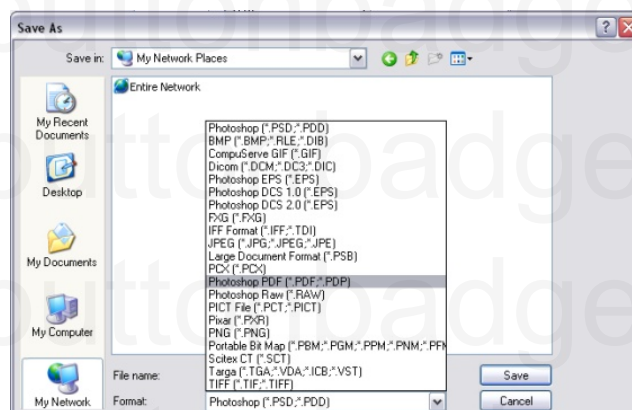 Save As
Save in:
My Network Places
Entire Network
My Recent
Documents
Desktop
My Documents
My Computer
My Network
Photoshop (*.PSD;*.PDD)
BMP (*.BMP;*.RLE;*.DIB)
CompuServe GIF (*.GIF)
Dicom (*.DCM;*.DC3;*.DIC)
Photoshop EPS (*.EPS)
Photoshop DCS 1.0 (*.EPS)
Photoshop DCS 2.0 (*.EPS)
FXG (*.FXG)
IFF Format (*.IFF;*.TDI)
JPEG (*.JPG;*.JPEG;*.JPE)
Large Document Format (*.PSB)
PCX (*.PCX)
Photoshop PDF (*.PDF;*.PDP)
Photoshop Raw (*.RAW)
PICT File (*.PCT;*.PICT)
Pixar (*.PXR)
PNG (*.PNG)
Portable Bit Map (*.PBM;*.PGM;*.PPM;*.PNM;*.PFM
Scitex CT (*.SCT)
Targa (*.TGA;*.VDA;*.ICB;*.VST)
TIFF (*.TIF;*.TIFF)
File name:
Save
Format:
Photoshop (*.PSD;*.PDD)
Cancel
buttonbadge
buttonbadge
buttonbadge